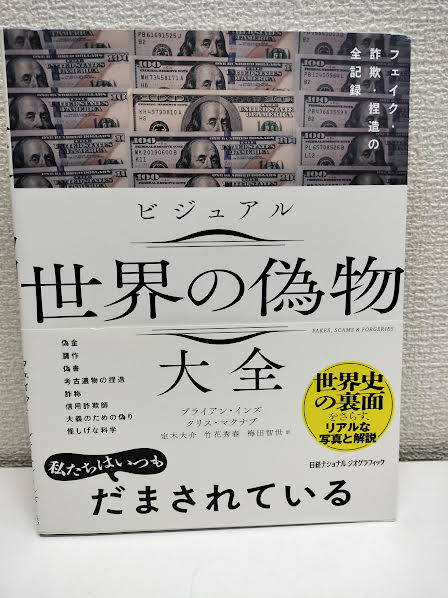 フェイク
詐欺・捏造の
全記録
ビジュアル
世界の偽物
FAKES, SCAMS & FORGERIES
大全
偽金
贋作
偽書
考古遺物の捏造
詐称
信用詐欺師
大義のための偽り
怪しげな科学
ブライアン・インズ
クリス・マクナブ
定木大介 竹花秀春 梅田智世 訳
世界史
の裏面
をさらす
リアルな
写真と解説
日経ナショナル ジオグラフィック
私たちはいつも
だまされている